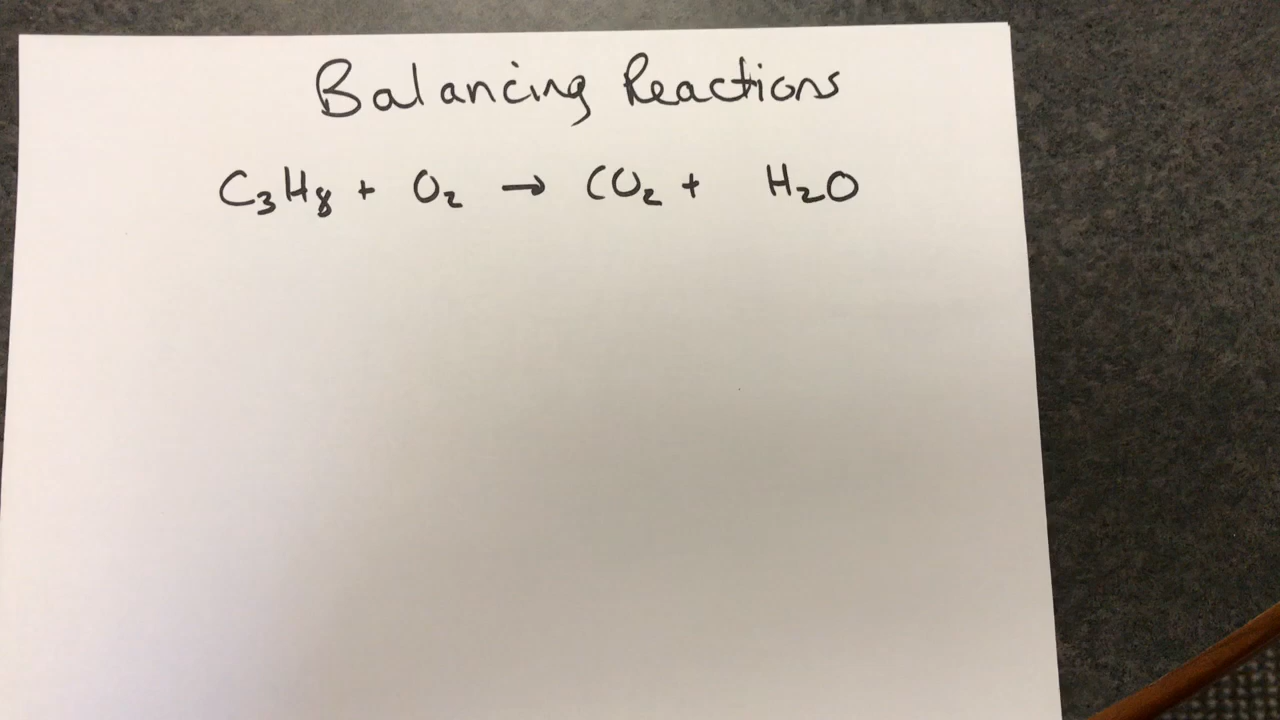 Balancing Reactions
C₃H₈ + O₂ → CO₂ + H₂O